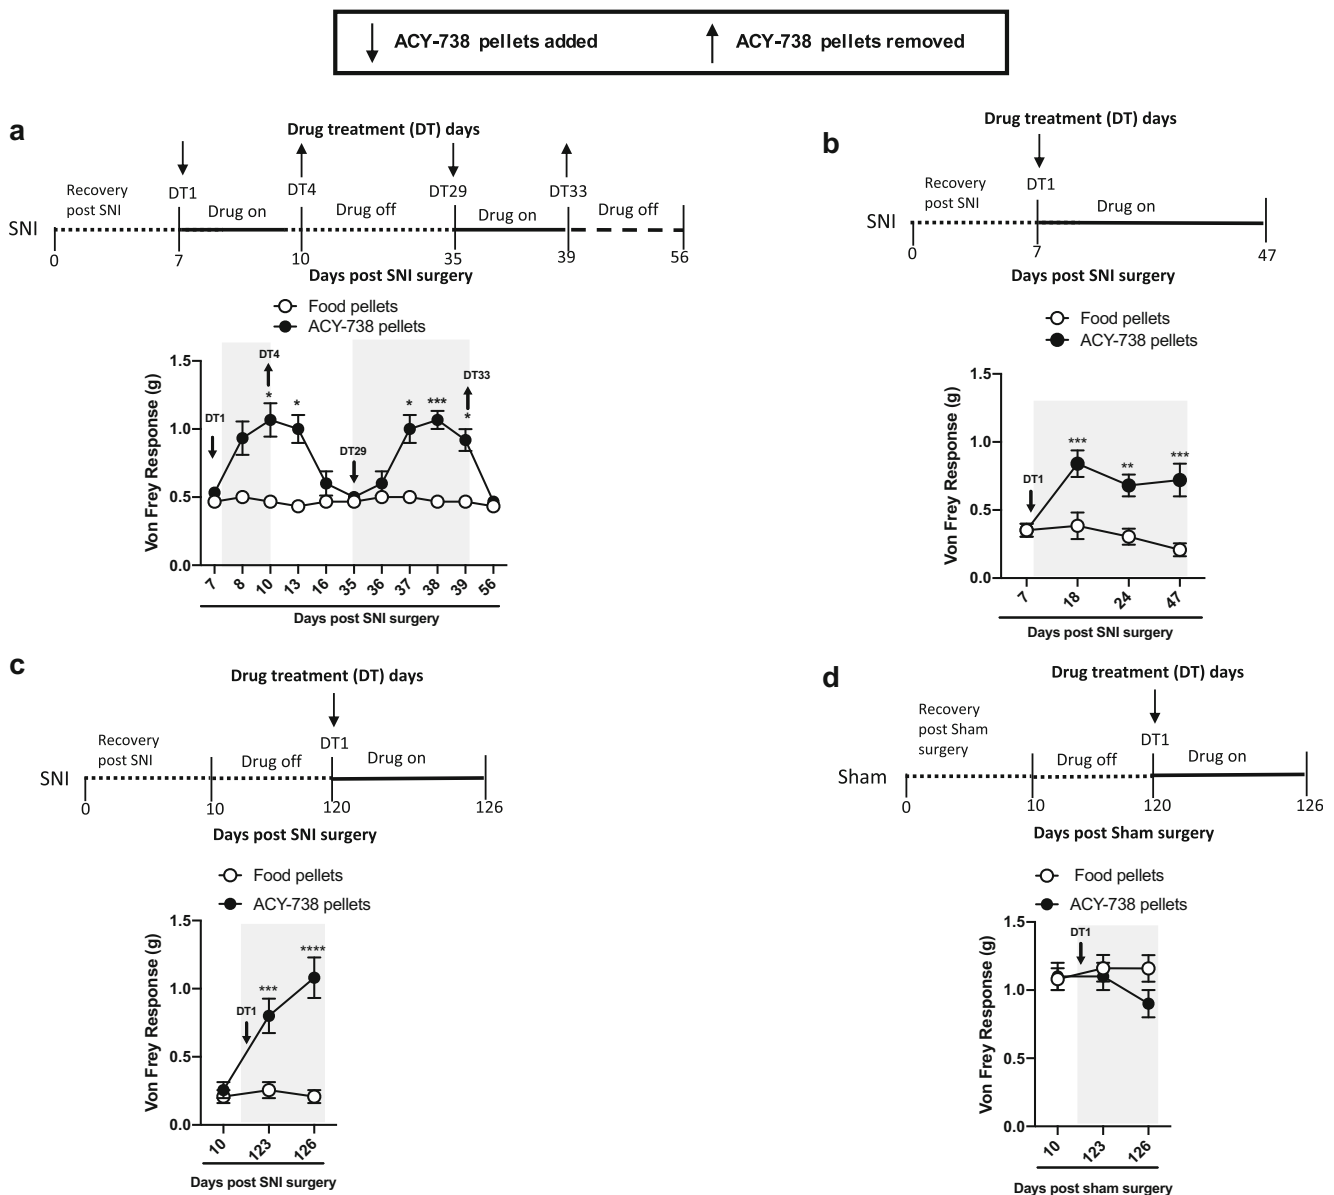 ACY-738 pellets added
ACY-738 pellets removed
a
Drug treatment (DT) days
Recovery
post SNI
DT1
DT4
DT29
DT33
Drug on
Drug off
Drug on
Drug off
SNI
0
7
10
35
39
56
Days post SNI surgery
Food pellets
ACY-738 pellets
Von Frey Response (g)
1.5
1.0
0.5
0.0
DT1
DT4
*
*
DT29
*
***
DT33
*
7
8
10
13
16
35
36
37
38
39
56
Days post SNI surgery
b
Drug treatment (DT) days
Recovery
post SNI
DT1
Drug on
SNI
0
7
47
Days post SNI surgery
Food pellets
ACY-738 pellets
Von Frey Response (g)
1.5
1.0
0.5
0.0
DT1
***
**
***
7
18
24
47
Days post SNI surgery
c
Drug treatment (DT) days
Recovery
post SNI
DT1
Drug off
Drug on
SNI
0
10
120
126
Days post SNI surgery
Food pellets
ACY-738 pellets
Von Frey Response (g)
1.5
1.0
0.5
0.0
DT1
***
****
10
123
126
Days post SNI surgery
d
Drug treatment (DT) days
Recovery
post Sham
surgery
DT1
Drug off
Drug on
Sham
0
10
120
126
Days post Sham surgery
Food pellets
ACY-738 pellets
Von Frey Response (g)
1.5
1.0
0.5
0.0
DT1
10
123
126
Days post sham surgery